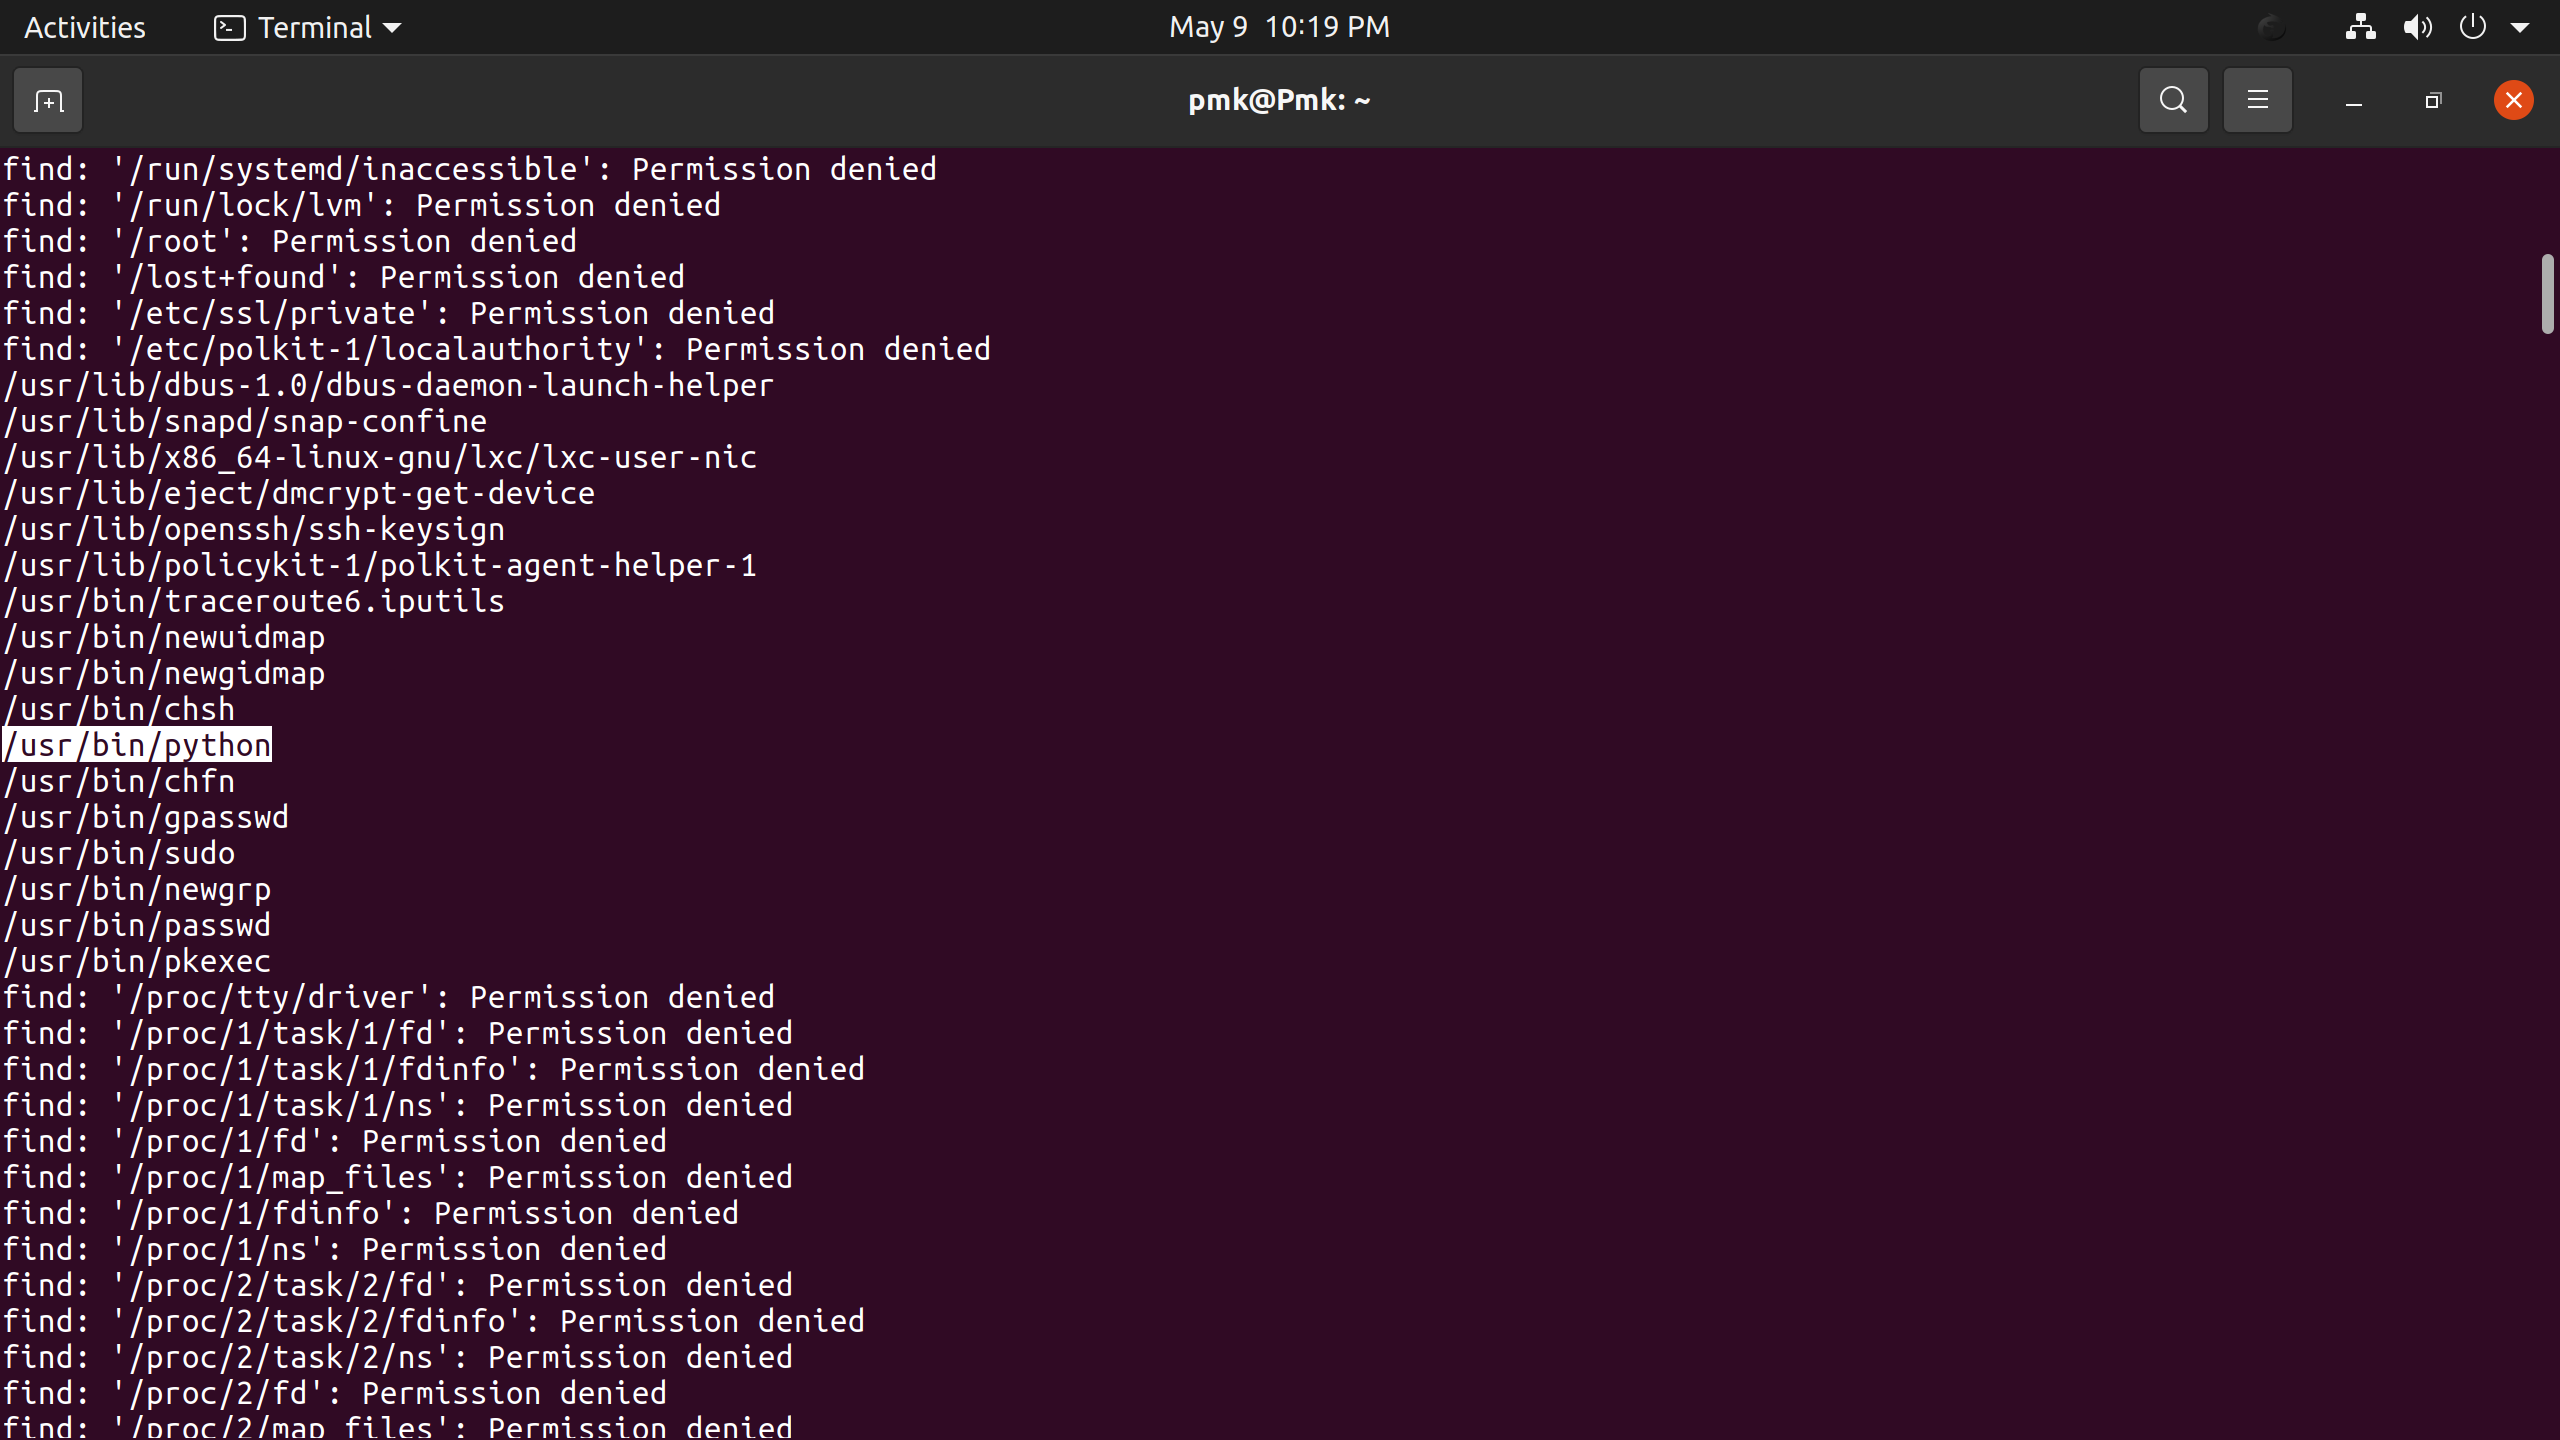 Activities Terminal May 9 10:19 PM
pmk@Pmk: ~
find: '/run/systemd/inaccessible': Permission denied
find: '/run/lock/lvm': Permission denied
find: '/root': Permission denied
find: '/lost+found': Permission denied
find: '/etc/ssl/private': Permission denied
find: '/etc/polkit-1/localauthority': Permission denied
/usr/lib/dbus-1.0/dbus-daemon-launch-helper
/usr/lib/snapd/snap-confine
/usr/lib/x86_64-linux-gnu/lxc/lxc-user-nic
/usr/lib/eject/dmcrypt-get-device
/usr/lib/openssh/ssh-keysign
/usr/lib/policykit-1/polkit-agent-helper-1
/usr/bin/traceroute6.iputils
/usr/bin/newuidmap
/usr/bin/newgidmap
/usr/bin/chsh
/usr/bin/python
/usr/bin/chfn
/usr/bin/gpasswd
/usr/bin/sudo
/usr/bin/newgrp
/usr/bin/passwd
/usr/bin/pkexec
find: '/proc/tty/driver': Permission denied
find: '/proc/1/task/1/fd': Permission denied
find: '/proc/1/task/1/fdinfo': Permission denied
find: '/proc/1/task/1/ns': Permission denied
find: '/proc/1/fd': Permission denied
find: '/proc/1/map_files': Permission denied
find: '/proc/1/fdinfo': Permission denied
find: '/proc/1/ns': Permission denied
find: '/proc/2/task/2/fd': Permission denied
find: '/proc/2/task/2/fdinfo': Permission denied
find: '/proc/2/task/2/ns': Permission denied
find: '/proc/2/fd': Permission denied
find: '/proc/2/map_files': Permission denied